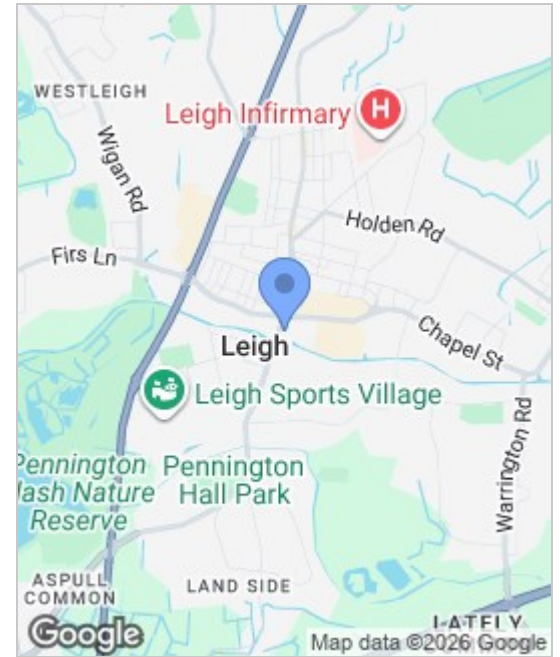 WESTLEIGH
Leigh Infirmary
H
Wigan Rd
Holden Rd
Firs Ln
Leigh
Chapel St
Leigh Sports Village
Warrington Rd
Pennington
lash Nature
Reserve
Pennington
Hall Park
ASPULL
COMMON
LAND SIDE
LATELY
Google
Map data ©2026 Google